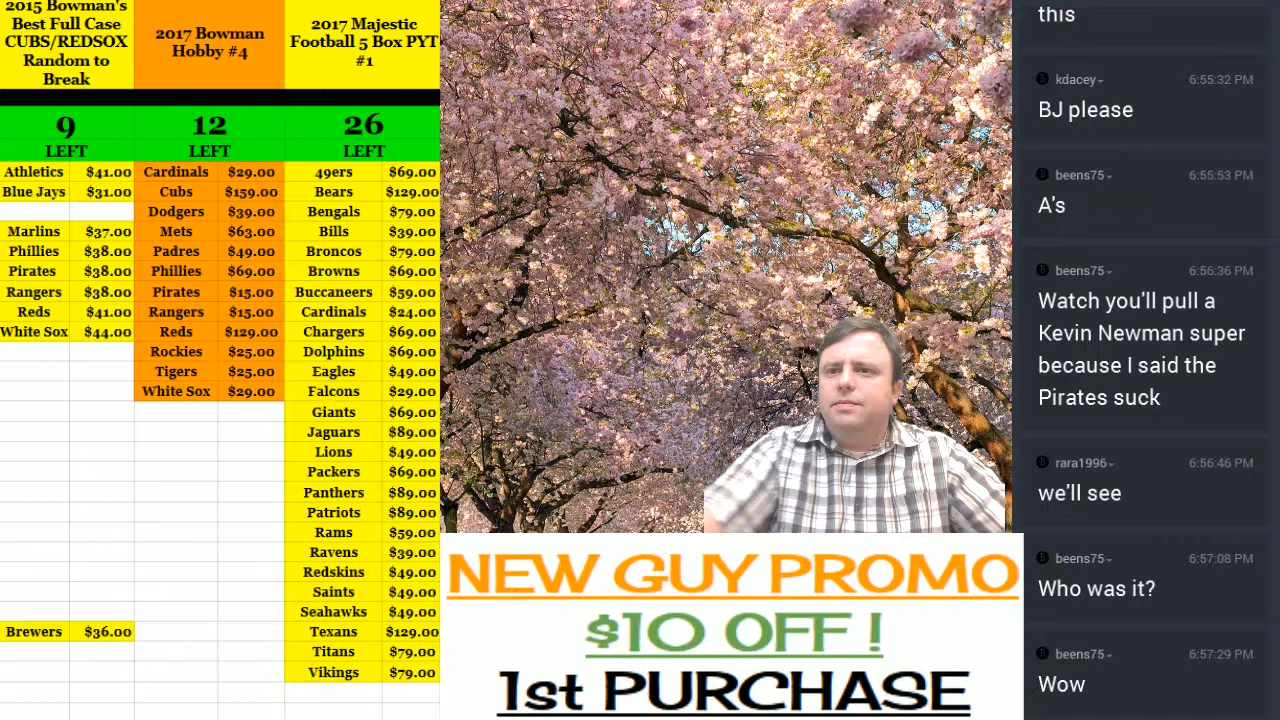 2015 Bowman's
Best Full Case
CUBS/REDSOX
Random to
Break
2017 Bowman
Hobby #4
2017 Majestic
Football 5 Box PYT
#1
9 12 26
LEFT LEFT LEFT
Athletics $41.00 Cardinals $29.00 49ers $69.00
Blue Jays $31.00 Cubs $159.00 Bears $129.00
Dodgers $39.00 Bengals $79.00
Marlins $37.00 Mets $63.00 Bills $39.00
Phillies $38.00 Padres $49.00 Broncos $79.00
Pirates $38.00 Phillies $69.00 Browns $69.00
Rangers $38.00 Pirates $15.00 Buccaneers $59.00
Reds $41.00 Rangers $15.00 Cardinals $24.00
White Sox $44.00 Reds $129.00 Chargers $69.00
Rockies $25.00 Dolphins $69.00
Tigers $25.00 Eagles $49.00
White Sox $29.00 Falcons $29.00
Giants $69.00
Jaguars $89.00
Lions $49.00
Packers $69.00
Panthers $89.00
Patriots $89.00
Rams $59.00
Ravens $39.00
Redskins $49.00
Saints $49.00
Seahawks $49.00
Brewers $36.00 Texans $129.00
Titans $79.00
Vikings $79.00
NEW GUY PROMO
$10 OFF !
1st PURCHASE
this
kdacey 6:55:32 PM
BJ please
beens75 6:55:53 PM
A's
beens75 6:56:36 PM
Watch you'll pull a
Kevin Newman super
because I said the
Pirates suck
rara1996 6:56:46 PM
we'll see
beens75 6:57:08 PM
Who was it?
beens75 6:57:29 PM
Wow